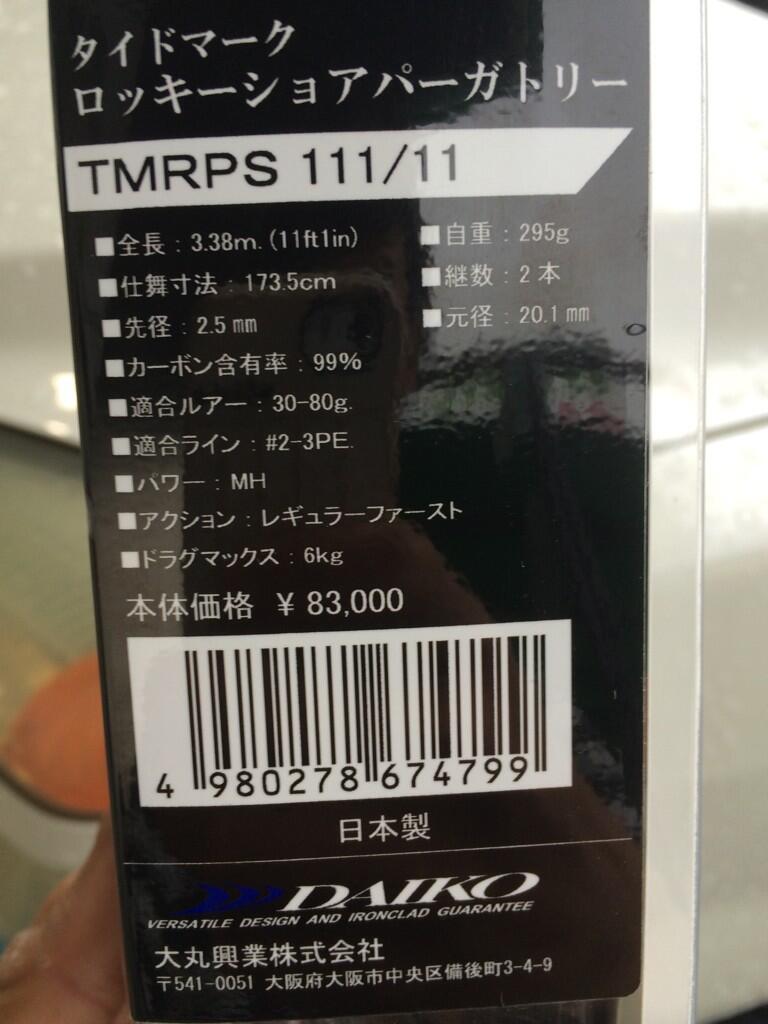 タイドマーク
ロッキーショアパーガトリー
TMRPS 111/11
■全長：3.38m.(11ft1in) ■自重：295g
■仕舞寸法：173.5cm ■継数：2本
■先径：2.5㎜ ■元径：20.1㎜
■カーボン含有率：99%
■適合ルアー：30-80g.
■適合ライン：#2-3PE.
■パワー：MH
■アクション：レギュラーファースト
■ドラグマックス：6kg
本体価格 ¥83,000
4 980278 674799
日本製
DAIKO
VERSATILE DESIGN AND IRONCLAD GUARANTEE
大丸興業株式会社
〒541-0051 大阪府大阪市中央区備後町3-4-9